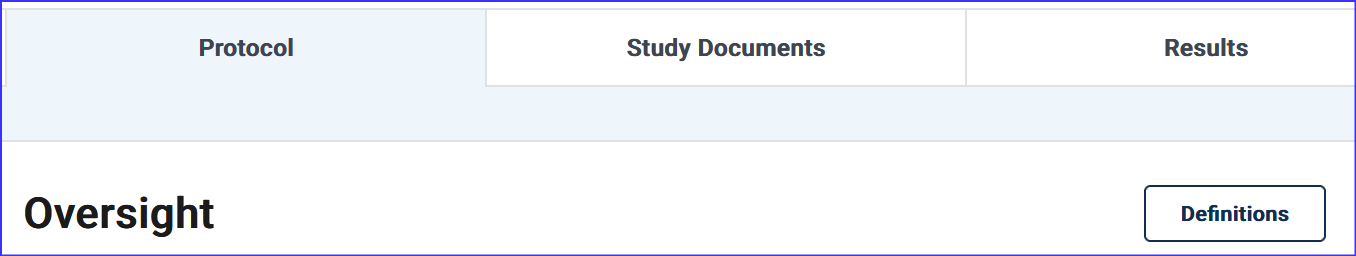 Protocol Study Documents Results
Oversight Definitions